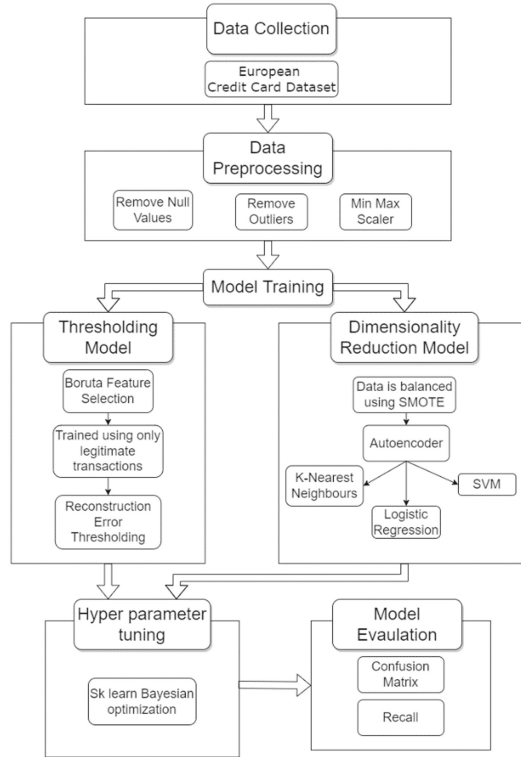 Data Collection
European
Credit Card Dataset
Data
Preprocessing
Remove Null
Values
Remove
Outliers
Min Max
Scaler
Model Training
Thresholding
Model
Boruta Feature
Selection
Trained using only
legitimate
transactions
Reconstruction
Error
Thresholding
Dimensionality
Reduction Model
Data is balanced
using SMOTE
Autoencoder
K-Nearest
Neighbours
Logistic
Regression
SVM
Hyper parameter
tuning
Sk learn Bayesian
optimization
Model
Evaulation
Confusion
Matrix
Recall